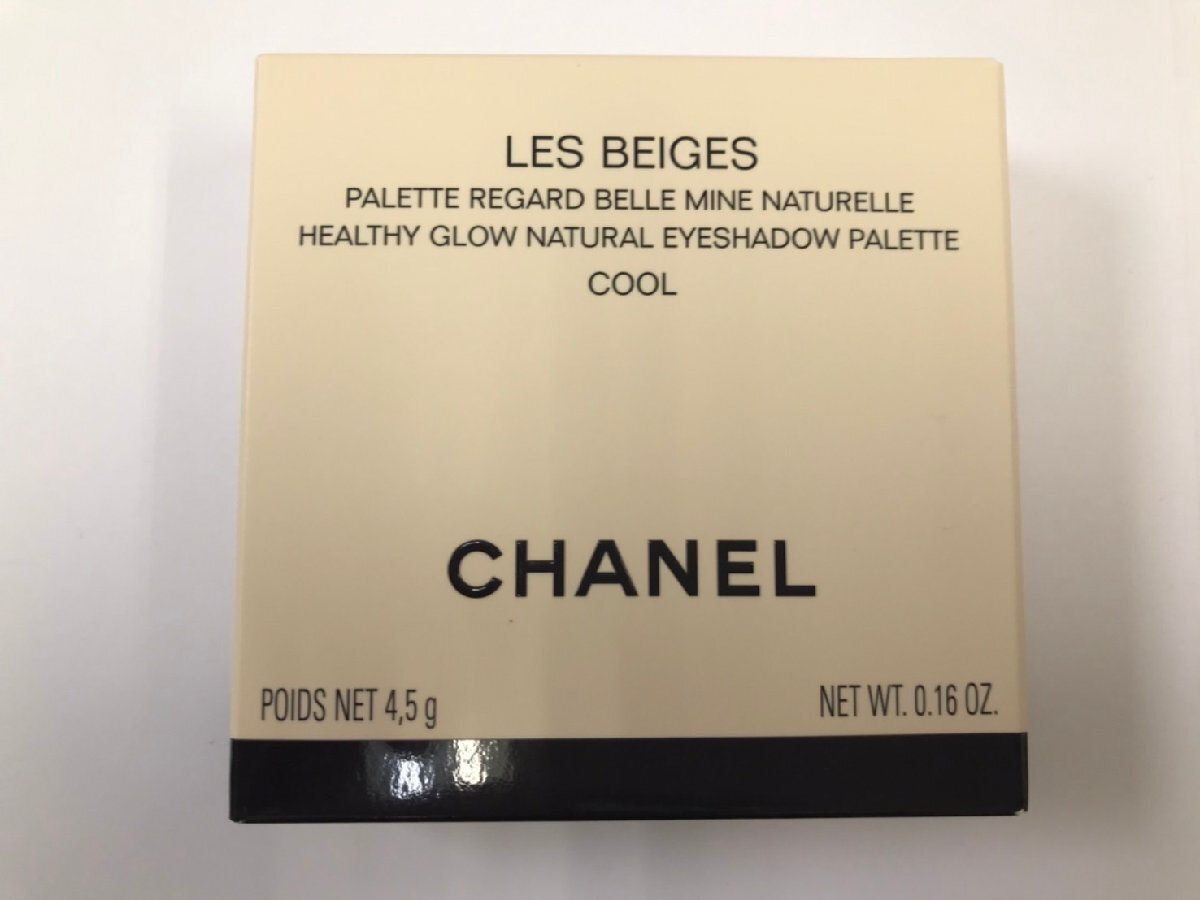 LES BEIGES
PALETTE REGARD BELLE MINE NATURELLE
HEALTHY GLOW NATURAL EYESHADOW PALETTE
COOL
CHANEL
POIDS NET 4,5 g NET WT. 0.16 OZ.